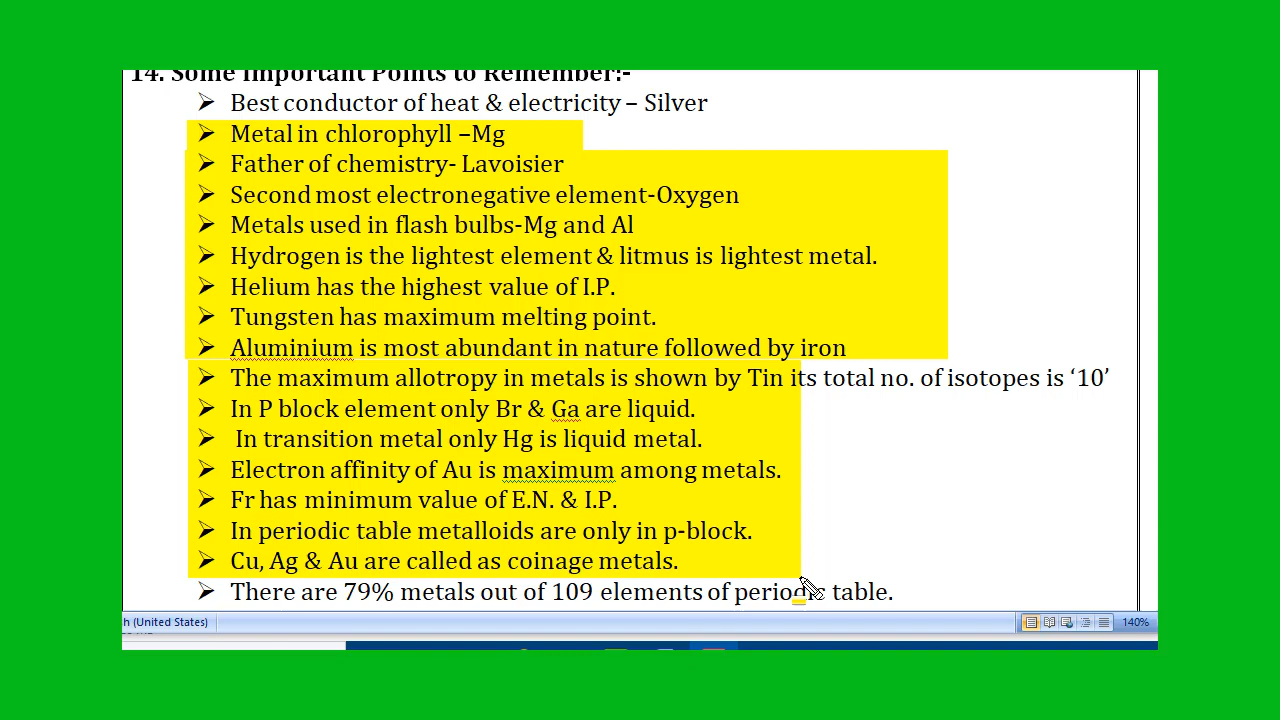 14. Some Important Points to Remember:-
➢ Best conductor of heat & electricity – Silver
➢ Metal in chlorophyll –Mg
➢ Father of chemistry- Lavoisier
➢ Second most electronegative element-Oxygen
➢ Metals used in flash bulbs-Mg and Al
➢ Hydrogen is the lightest element & litmus is lightest metal.
➢ Helium has the highest value of I.P.
➢ Tungsten has maximum melting point.
➢ Aluminium is most abundant in nature followed by iron
➢ The maximum allotropy in metals is shown by Tin its total no. of isotopes is ‘10’
➢ In P block element only Br & Ga are liquid.
➢ In transition metal only Hg is liquid metal.
➢ Electron affinity of Au is maximum among metals.
➢ Fr has minimum value of E.N. & I.P.
➢ In periodic table metalloids are only in p-block.
➢ Cu, Ag & Au are called as coinage metals.
➢ There are 79% metals out of 109 elements of periodic table.
h (United States) 140%